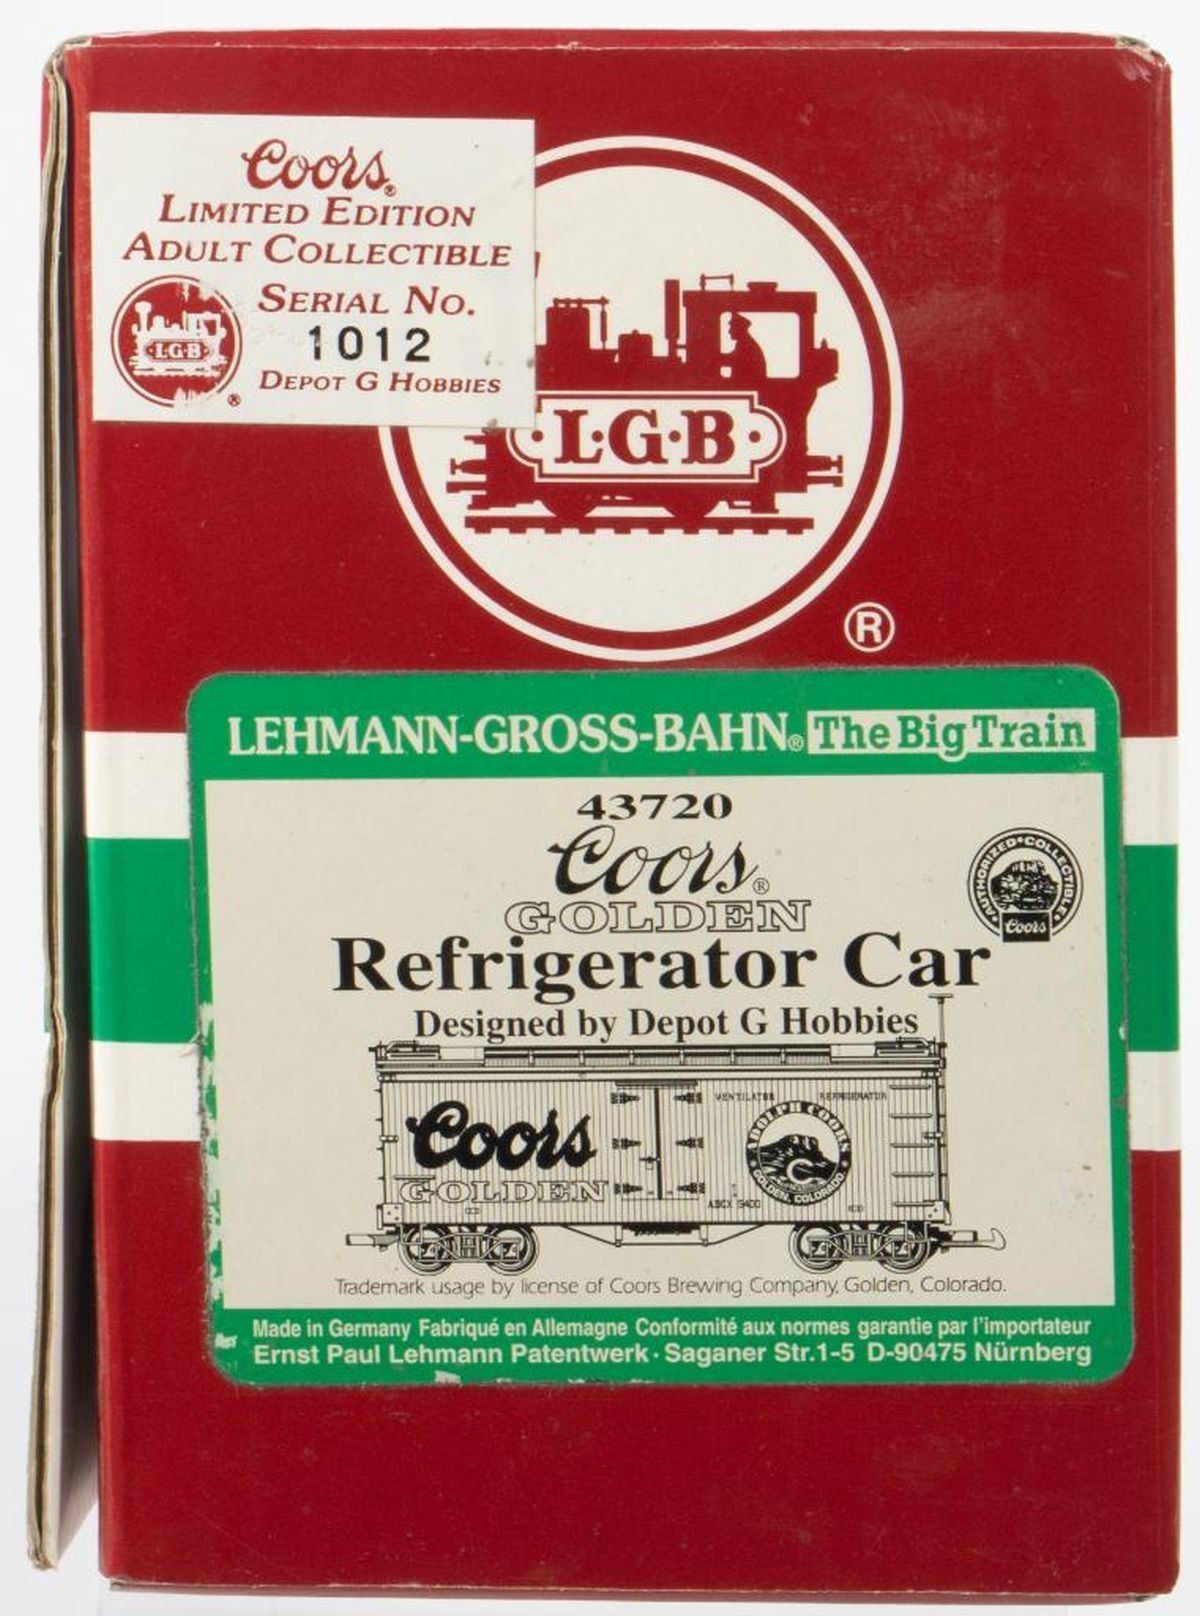 Coors®
LIMITED EDITION
ADULT COLLECTIBLE
SERIAL NO.
1012
DEPOT G HOBBIES
L·G·B
®
L·G·B
®
LEHMANN-GROSS-BAHN® The Big Train
43720
Coors®
GOLDEN
Refrigerator Car
Designed by Depot G Hobbies
AUTHORIZED COLLECTIBLE
Coors
VENTILATOR REFRIGERATOR
Coors
GOLDEN
ADOLPH COORS
GOLDEN, COLORADO
Trademark usage by license of Coors Brewing Company, Golden, Colorado.
Made in Germany Fabriqué en Allemagne Conformité aux normes garantie par l'importateur
Ernst Paul Lehmann Patentwerk · Saganer Str.1-5 D-90475 Nürnberg